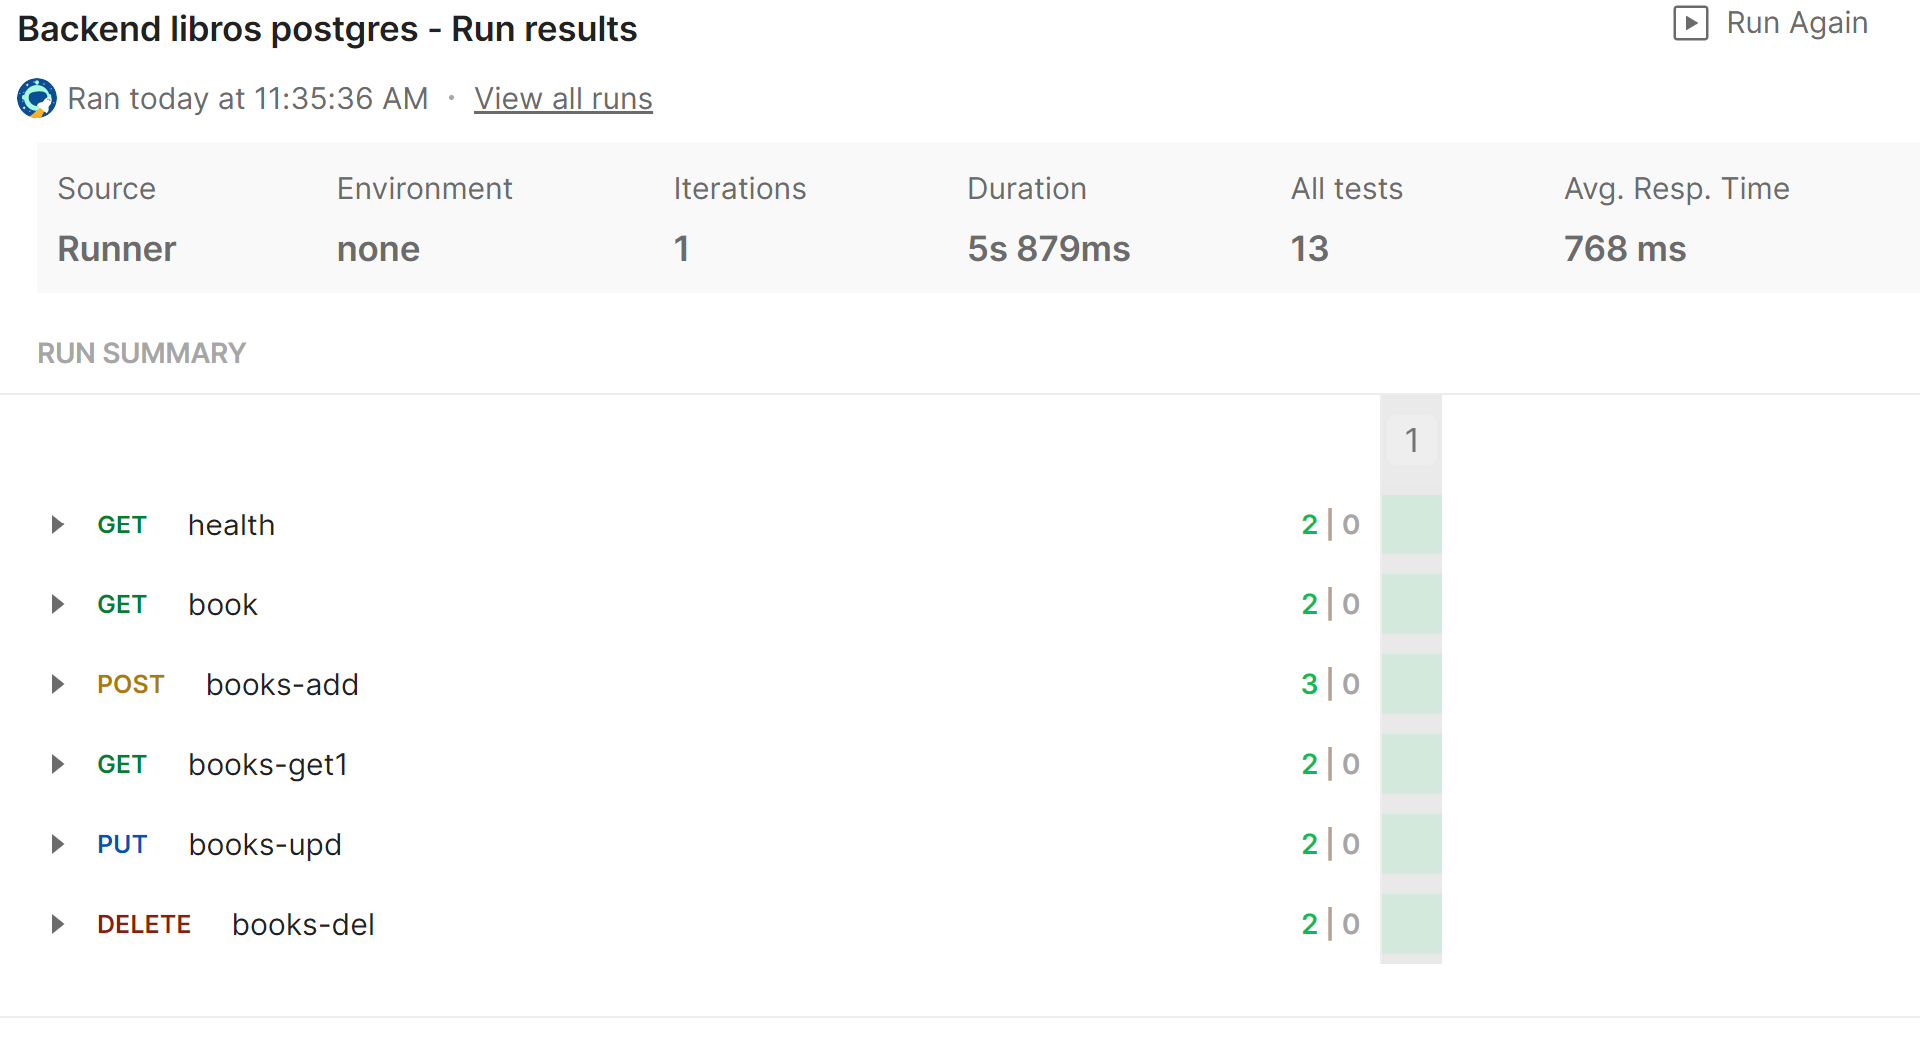 Backend libros postgres - Run results
Run Again
Ran today at 11:35:36 AM · View all runs
Source Environment Iterations Duration All tests Avg. Resp. Time
Runner none 1 5s 879ms 13 768 ms
RUN SUMMARY
1
GET health 2 | 0
GET book 2 | 0
POST books-add 3 | 0
GET books-get1 2 | 0
PUT books-upd 2 | 0
DELETE books-del 2 | 0